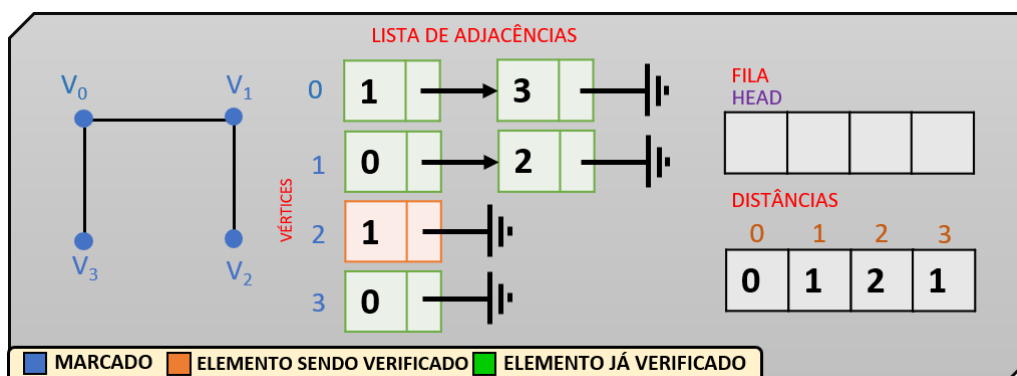 LISTA DE ADJACÊNCIAS
V0 V1
V3 V2
VÉRTICES
0 1 3
1 0 2
2 1
3 0
FILA
HEAD
DISTÂNCIAS
0 1 2 3
0 1 2 1
MARCADO ELEMENTO SENDO VERIFICADO ELEMENTO JÁ VERIFICADO